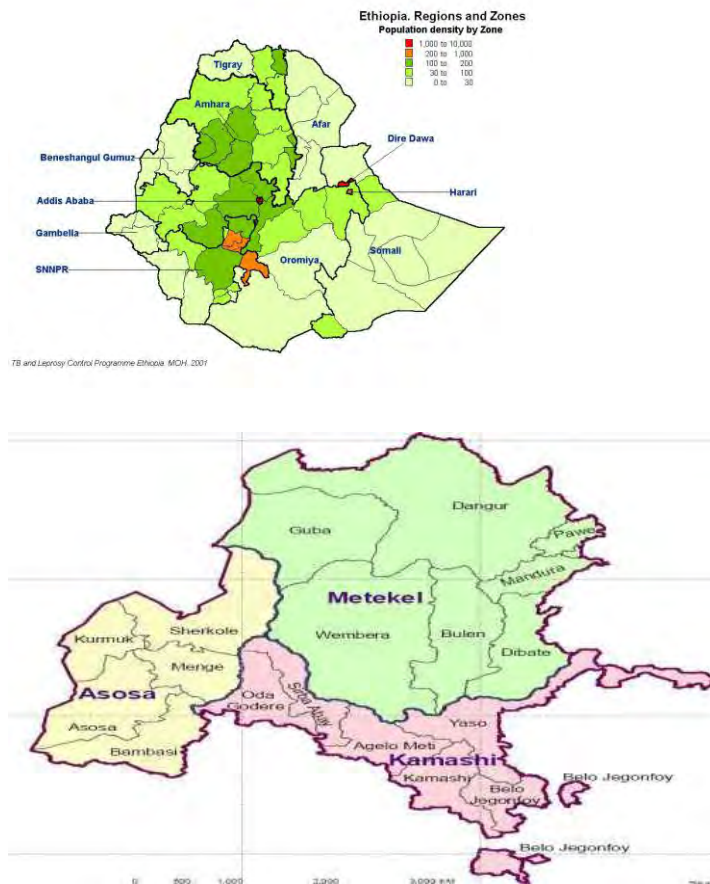 Ethiopia. Regions and Zones
Population density by Zone
1,000 to 10,000
200 to 1,000
100 to 200
30 to 100
0 to 30
Tigray
Amhara
Afar
Dire Dawa
Beneshangul Gumuz
Addis Ababa
Harari
Gambella
Somali
Oromiya
SNNPR
TB and Leprosy Control Programme Ethiopia MOH. 2001
Dangur
Guba
Pawe
Mandura
Metekel
Sherkole
Kurmuk
Wembera
Bulen
Menge
Dibate
Asosa
Oda
Godere
Sirba Abay
Yaso
Asosa
Agelo Meti
Bambasi
Kamashi
Kamashi
Belo
Jegonfoy
Belo Jegonfoy
Belo Jegonfoy
0 500 1,000 2,000